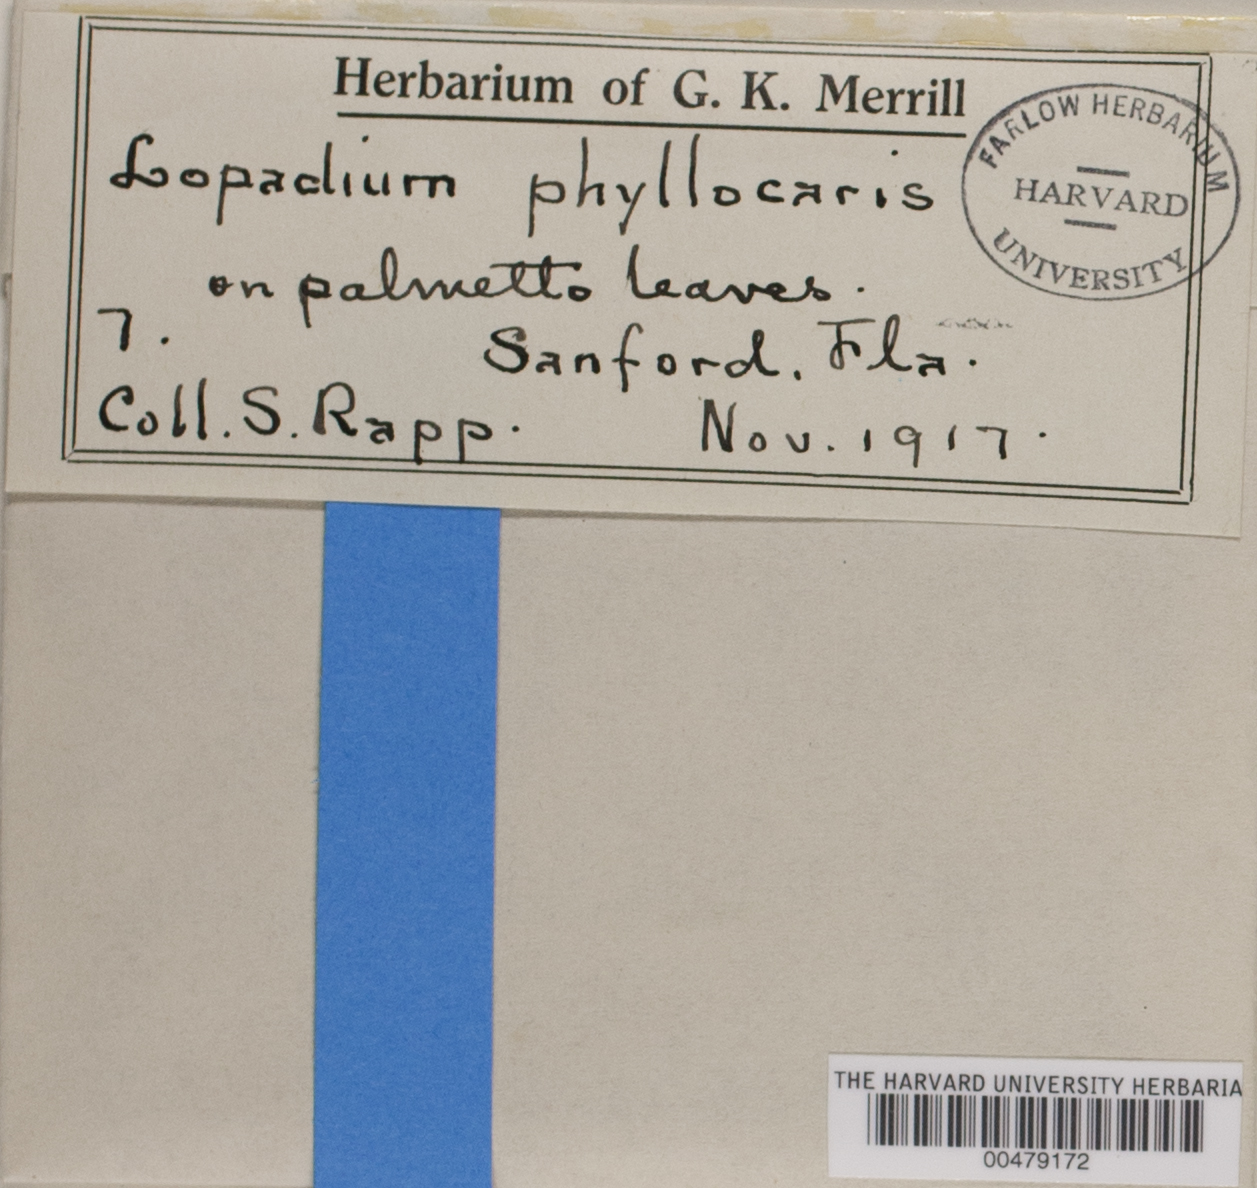 Herbarium of G. K. Merrill
Lopadium phyllocaris
on palmetto leaves.
7. Sanford. Fla.
Coll. S. Rapp. Nov. 1917.
FARLOW HERBARIUM
HARVARD
UNIVERSITY
THE HARVARD UNIVERSITY HERBARIA
00479172